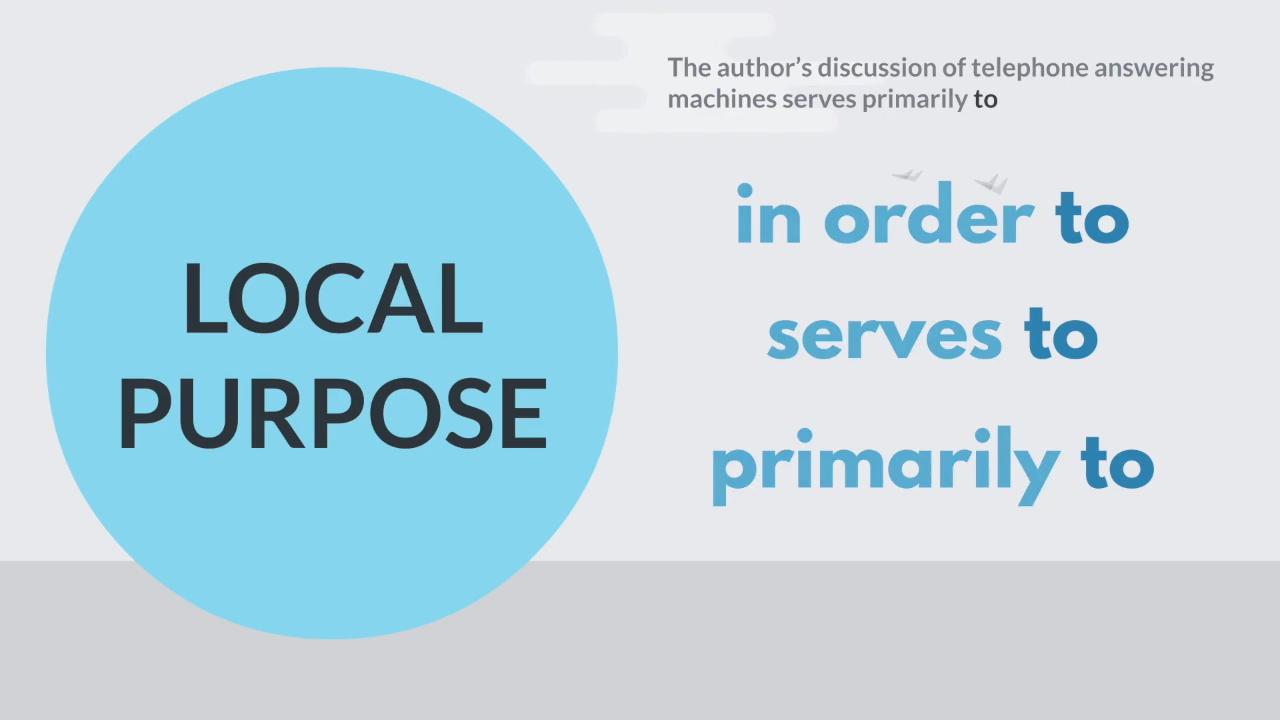 The author’s discussion of telephone answering
machines serves primarily to
LOCAL
PURPOSE
in order to
serves to
primarily to